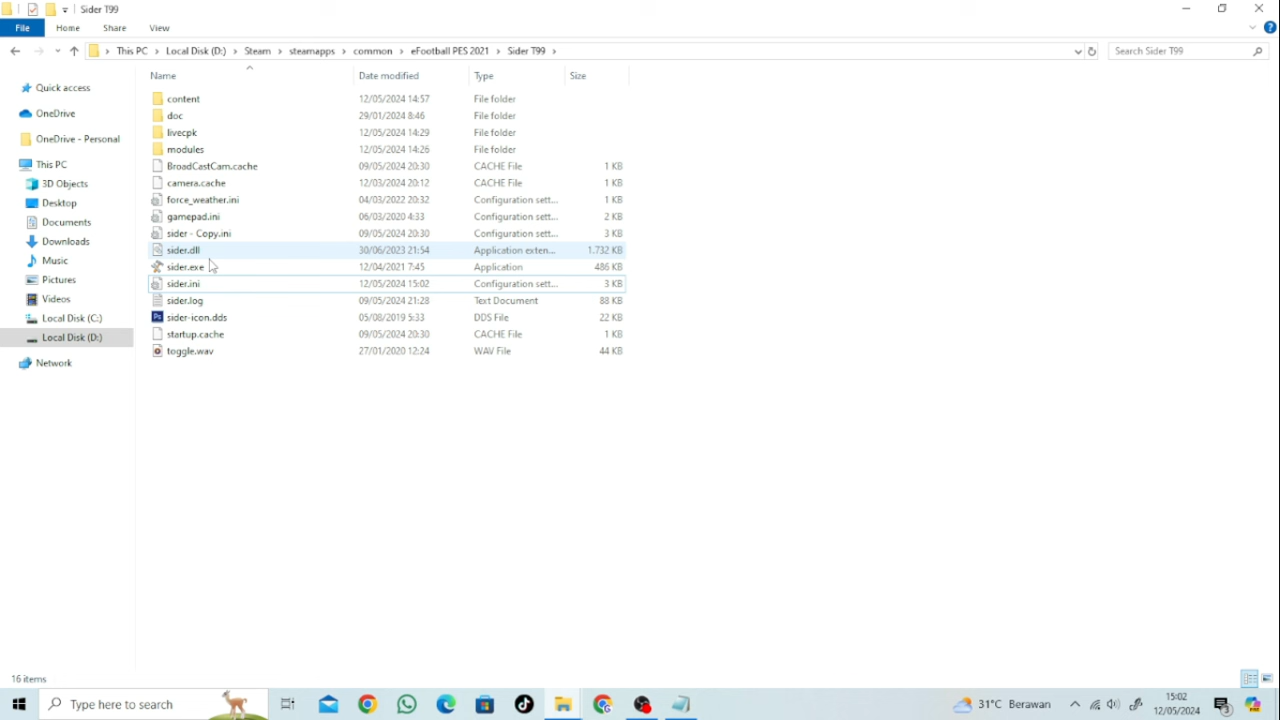 Sider T99
File Home Share View
This PC Local Disk (D:) Steam steamapps common eFootball PES 2021 Sider T99
Search Sider T99
Quick access
OneDrive
OneDrive - Personal
This PC
3D Objects
Desktop
Documents
Downloads
Music
Pictures
Videos
Local Disk (C:)
Local Disk (D:)
Network
Name Date modified Type Size
content 12/05/2024 14:57 File folder
doc 29/01/2024 8:46 File folder
livecpk 12/05/2024 14:29 File folder
modules 12/05/2024 14:26 File folder
BroadCastCam.cache 09/05/2024 20:30 CACHE File 1 KB
camera.cache 12/03/2024 20:12 CACHE File 1 KB
force_weather.ini 04/03/2022 20:32 Configuration sett... 1 KB
gamepad.ini 06/03/2020 4:33 Configuration sett... 2 KB
sider - Copy.ini 09/05/2024 20:30 Configuration sett... 3 KB
sider.dll 30/06/2023 21:54 Application exten... 1.732 KB
sider.exe 12/04/2021 7:45 Application 486 KB
sider.ini 12/05/2024 15:02 Configuration sett... 3 KB
sider.log 09/05/2024 21:28 Text Document 88 KB
sider-icon.dds 05/08/2019 5:33 DDS File 22 KB
startup.cache 09/05/2024 20:30 CACHE File 1 KB
toggle.wav 27/01/2020 12:24 WAV File 44 KB
16 items
Type here to search
31°C Berawan
15:02
12/05/2024